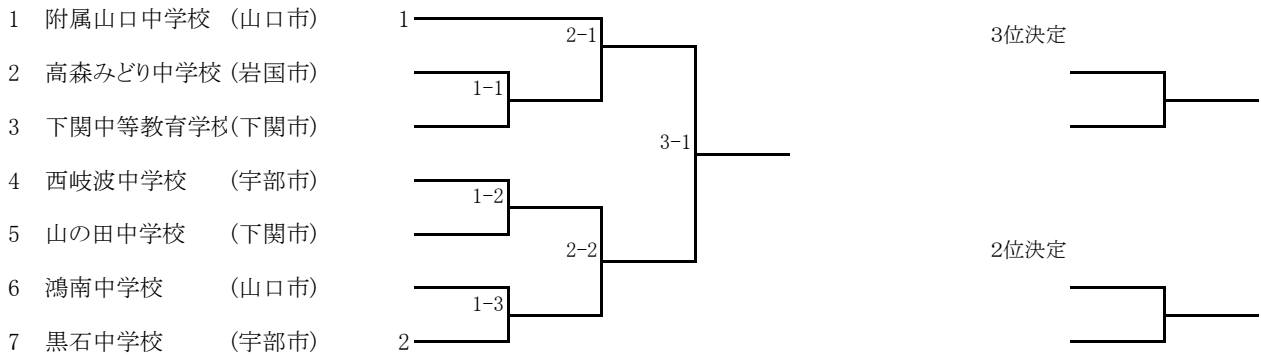 1 附属山口中学校 (山口市) 1
2-1
3位決定
2 高森みどり中学校 (岩国市)
1-1
3 下関中等教育学校(下関市)
3-1
4 西岐波中学校 (宇部市)
1-2
5 山の田中学校 (下関市)
2-2
2位決定
6 鴻南中学校 (山口市)
1-3
7 黒石中学校 (宇部市) 2